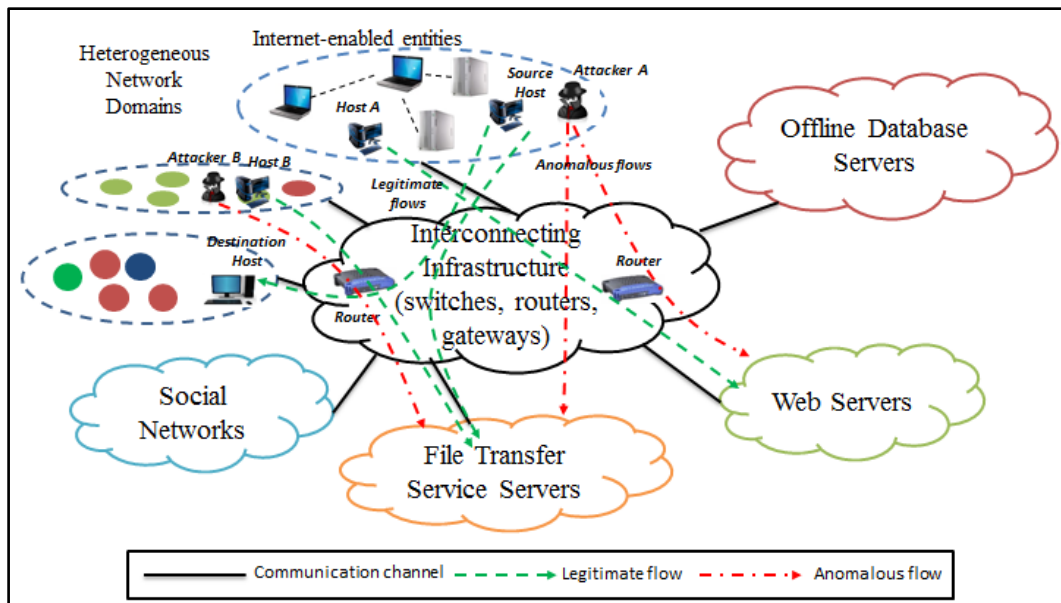 Heterogeneous
Network
Domains
Internet-enabled entities
Source
Host
Attacker A
Host A
Attacker B
Host B
Legitimate
flows
Anomalous flows
Offline Database
Servers
Destination
Host
Interconnecting
Infrastructure
(switches, routers,
gateways)
Router
Router
Social
Networks
File Transfer
Service Servers
Web Servers
Communication channel
Legitimate flow
Anomalous flow